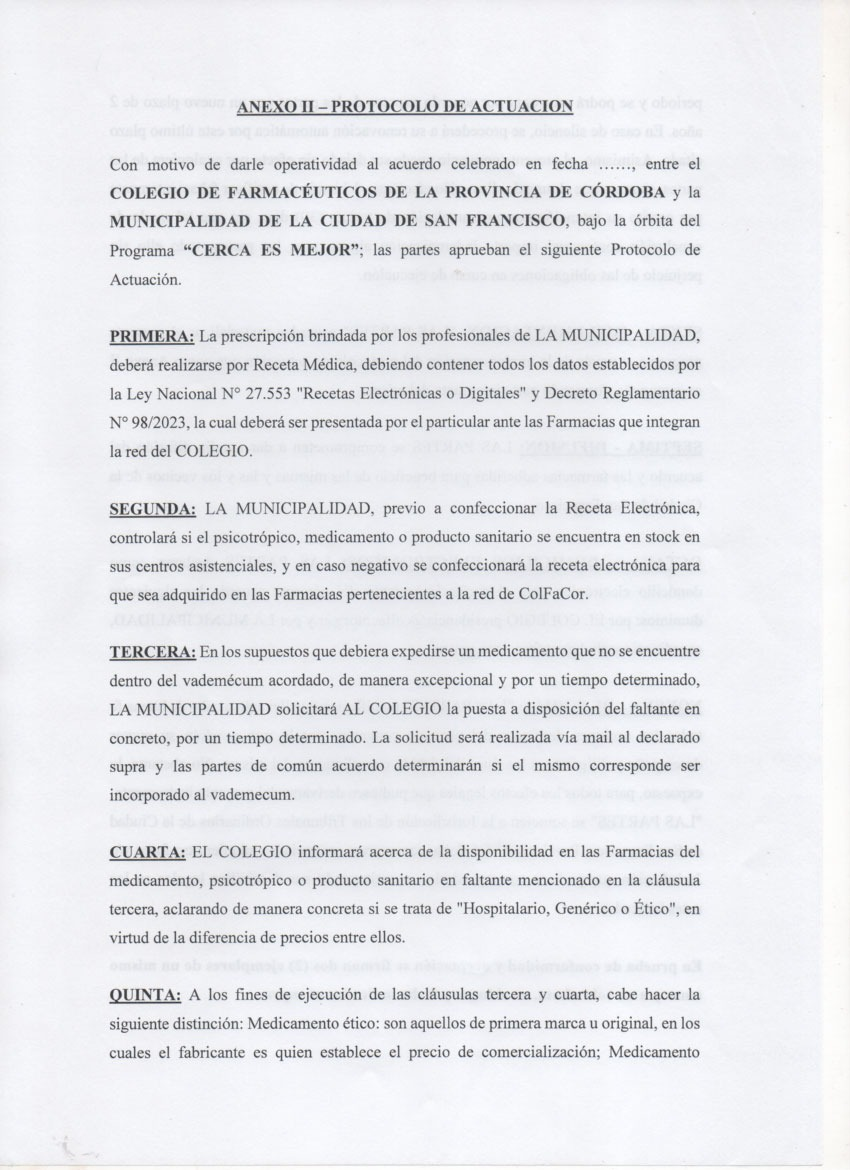 ANEXO II – PROTOCOLO DE ACTUACION
Con motivo de darle operatividad al acuerdo celebrado en fecha ……, entre el
COLEGIO DE FARMACÉUTICOS DE LA PROVINCIA DE CÓRDOBA y la
MUNICIPALIDAD DE LA CIUDAD DE SAN FRANCISCO, bajo la órbita del
Programa “CERCA ES MEJOR”; las partes aprueban el siguiente Protocolo de
Actuación.
PRIMERA: La prescripción brindada por los profesionales de LA MUNICIPALIDAD,
deberá realizarse por Receta Médica, debiendo contener todos los datos establecidos por
la Ley Nacional N° 27.553 "Recetas Electrónicas o Digitales" y Decreto Reglamentario
N° 98/2023, la cual deberá ser presentada por el particular ante las Farmacias que integran
la red del COLEGIO.
SEGUNDA: LA MUNICIPALIDAD, previo a confeccionar la Receta Electrónica,
controlará si el psicotrópico, medicamento o producto sanitario se encuentra en stock en
sus centros asistenciales, y en caso negativo se confeccionará la receta electrónica para
que sea adquirido en las Farmacias pertenecientes a la red de ColFaCor.
TERCERA: En los supuestos que debiera expedirse un medicamento que no se encuentre
dentro del vademécum acordado, de manera excepcional y por un tiempo determinado,
LA MUNICIPALIDAD solicitará AL COLEGIO la puesta a disposición del faltante en
concreto, por un tiempo determinado. La solicitud será realizada vía mail al declarado
supra y las partes de común acuerdo determinarán si el mismo corresponde ser
incorporado al vademecum.
CUARTA: EL COLEGIO informará acerca de la disponibilidad en las Farmacias del
medicamento, psicotrópico o producto sanitario en faltante mencionado en la cláusula
tercera, aclarando de manera concreta si se trata de "Hospitalario, Genérico o Ético", en
virtud de la diferencia de precios entre ellos.
QUINTA: A los fines de ejecución de las cláusulas tercera y cuarta, cabe hacer la
siguiente distinción: Medicamento ético: son aquellos de primera marca u original, en los
cuales el fabricante es quien establece el precio de comercialización; Medicamento